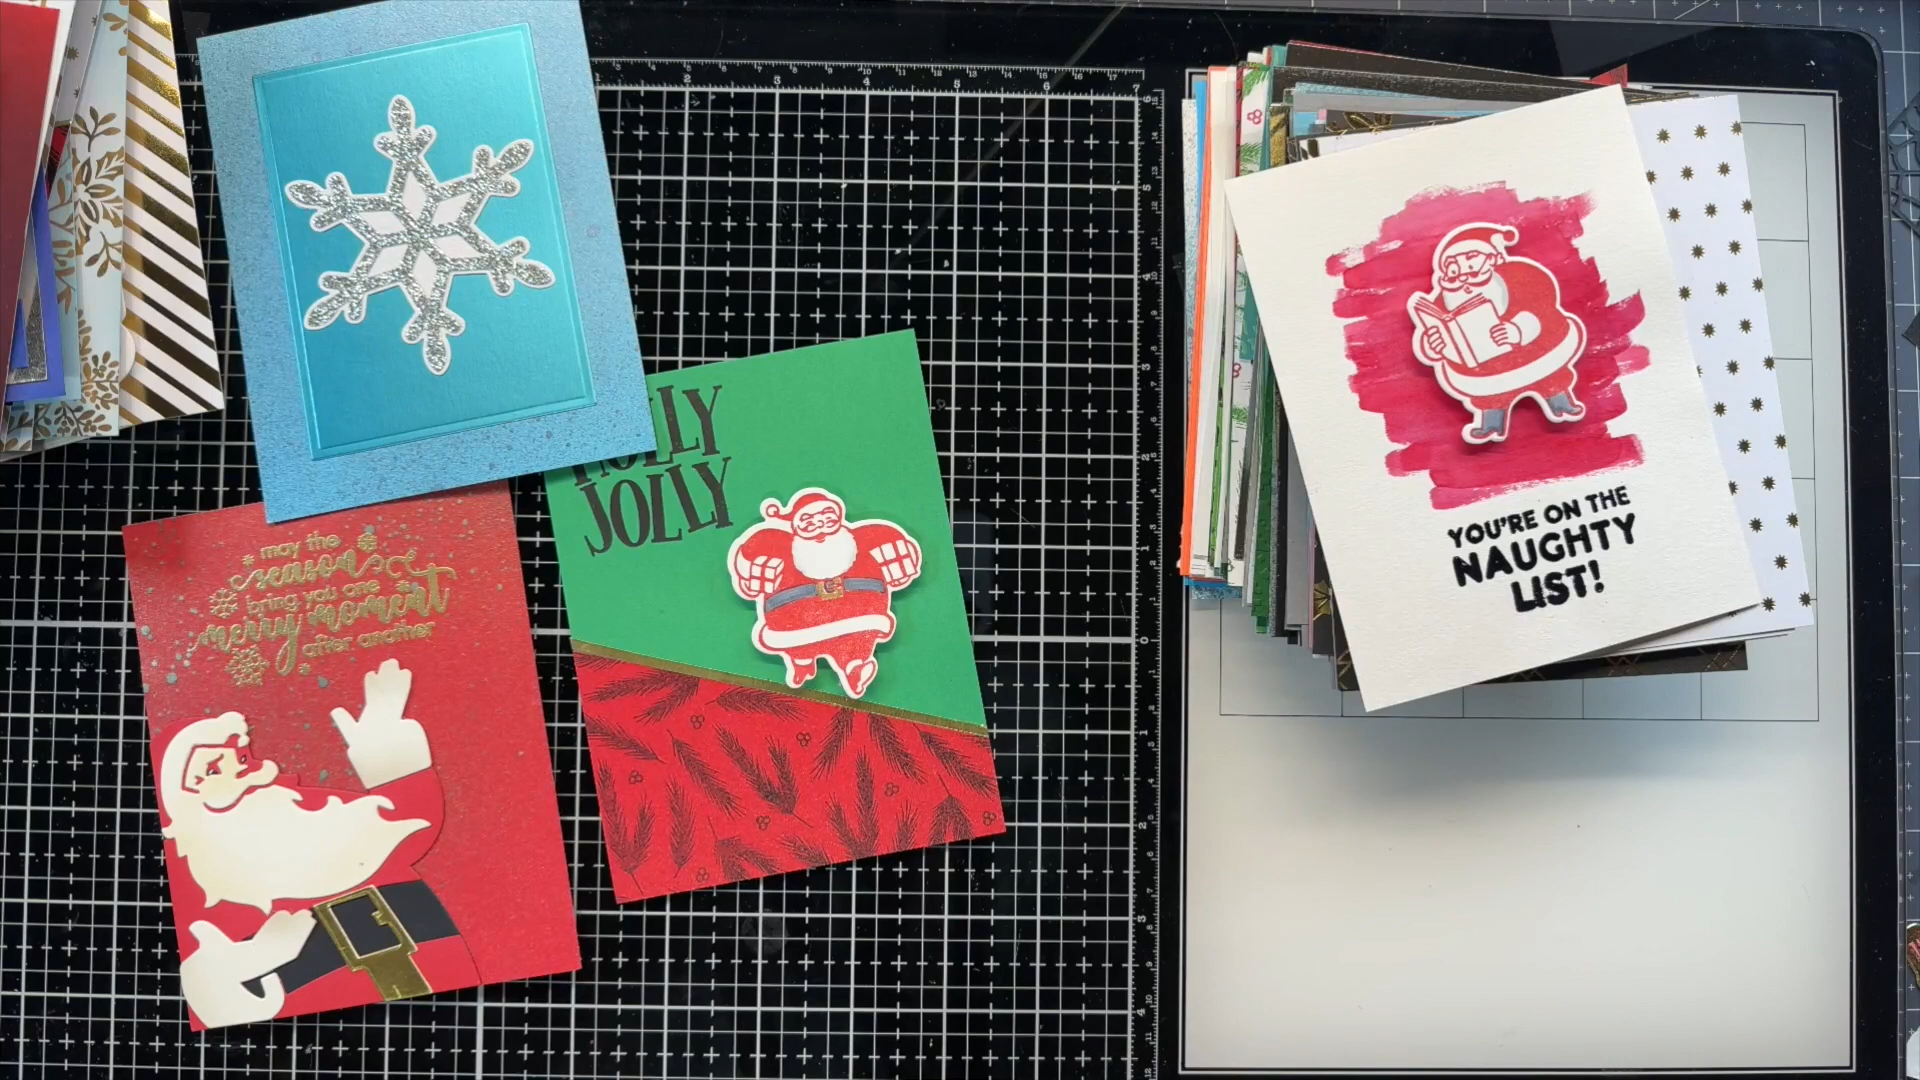 HOLLY
JOLLY
may the
season
bring you one
merry moment
after another
YOU'RE ON THE
NAUGHTY
LIST!